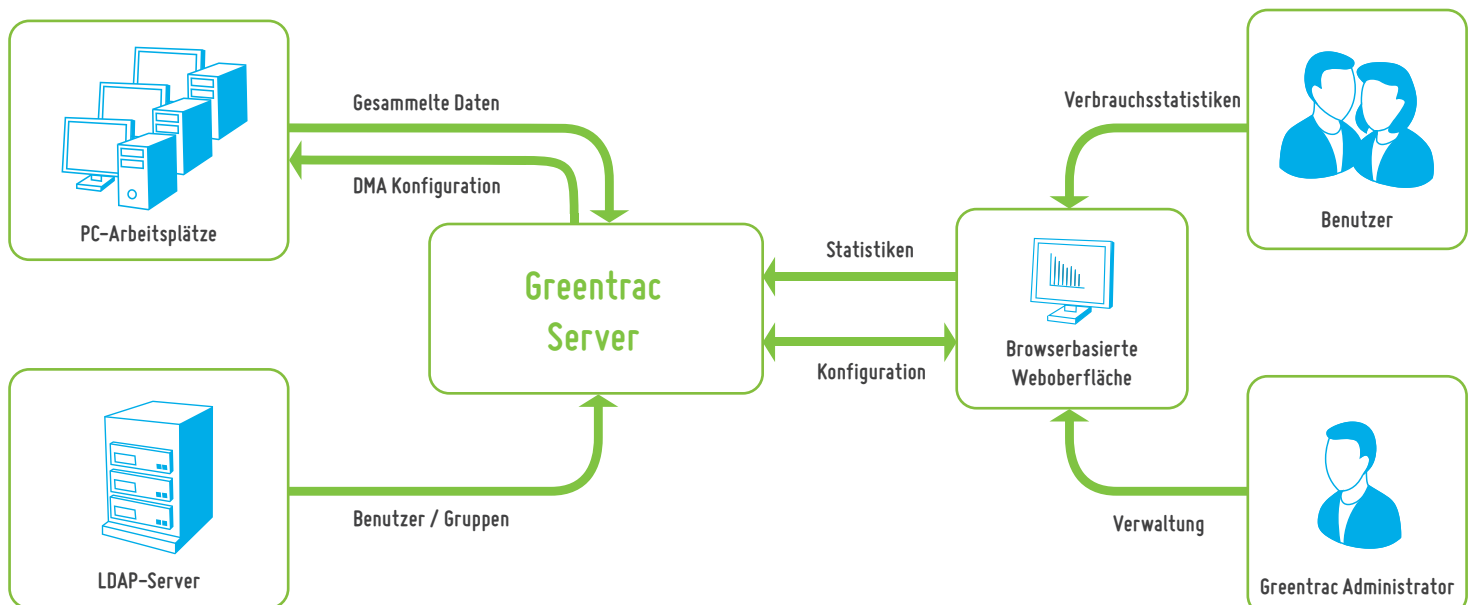 Gesammelte Daten
DMA Konfiguration
PC-Arbeitsplätze
Greentrac
Server
Benutzer / Gruppen
LDAP-Server
Statistiken
Konfiguration
Browserbasierte
Weboberfläche
Verbrauchsstatistiken
Benutzer
Verwaltung
Greentrac Administrator